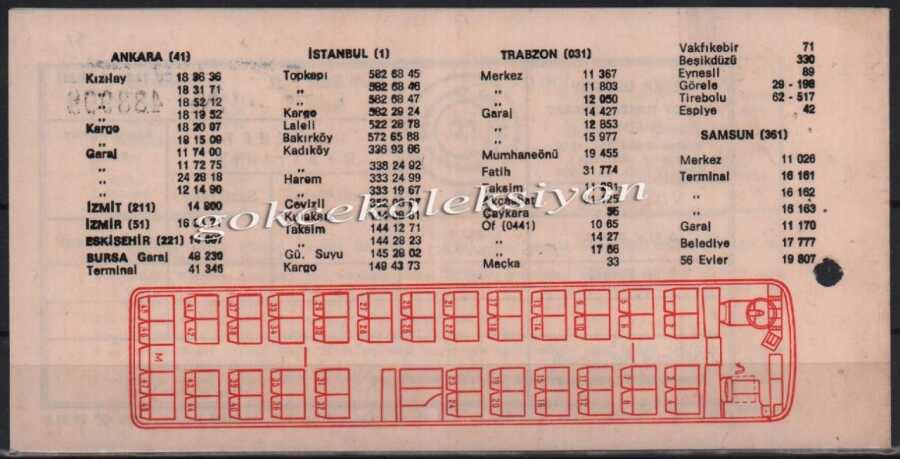 ANKARA (41)
Kızılay 18 36 36
,, 18 31 71
,, 18 52/12
,, 18 19 52
Kargo 18 20 07
,, 19 15 09
Garaj 11 74 00
,, 11 72 75
,, 24 28 18
,, 12 14 90
İZMİT (211) 14 900
İZMİR (51)
ESKİSEHİR (221)
BURSA Garaj 49 230
Terminal 41 346
İSTANBUL (1)
Topkapı 582 68 45
,, 582 68 46
,, 582 68 47
Kargo 582 29 24
Laleli 522 28 78
Bakırköy 572 65 88
Kadıköy 336 93 66
,, 338 24 92
Harem 333 24 99
,, 333 19 67
Cevizli
Taksim 144 12 71
,, 144 28 23
Gü. Suyu 145 28 02
Kargo 149 43 73
TRABZON (031)
Merkez 11 367
,, 11 803
,, 12 050
Garaj 14 427
,, 12 853
,, 15 977
Mumhaneönü 19 455
Fatih 31 774
Taksim
Akçaabat
Çaykara 56
Of (0441) 10 65
,, 14 27
,, 17 66
Maçka 33
Vakfıkebir 71
Beşikdüzü 330
Eynesil 89
Görele 29 - 196
Tirebolu 62 - 517
Espiye 42
SAMSUN (361)
Merkez 11 026
Terminal 16 161
,, 16 162
,, 16 163
Garaj 11 170
Belediye 17 777
56 Evler 19 807
gokcekoleksiyon
M